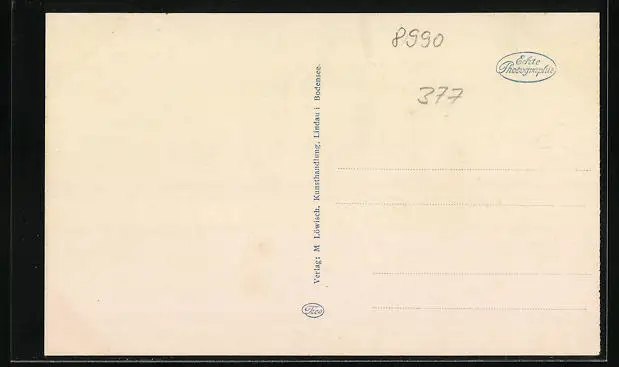 8990
Echte
Photographie
377
Verlag: M Löwisch, Kunsthandlung, Lindau i Bodensee.